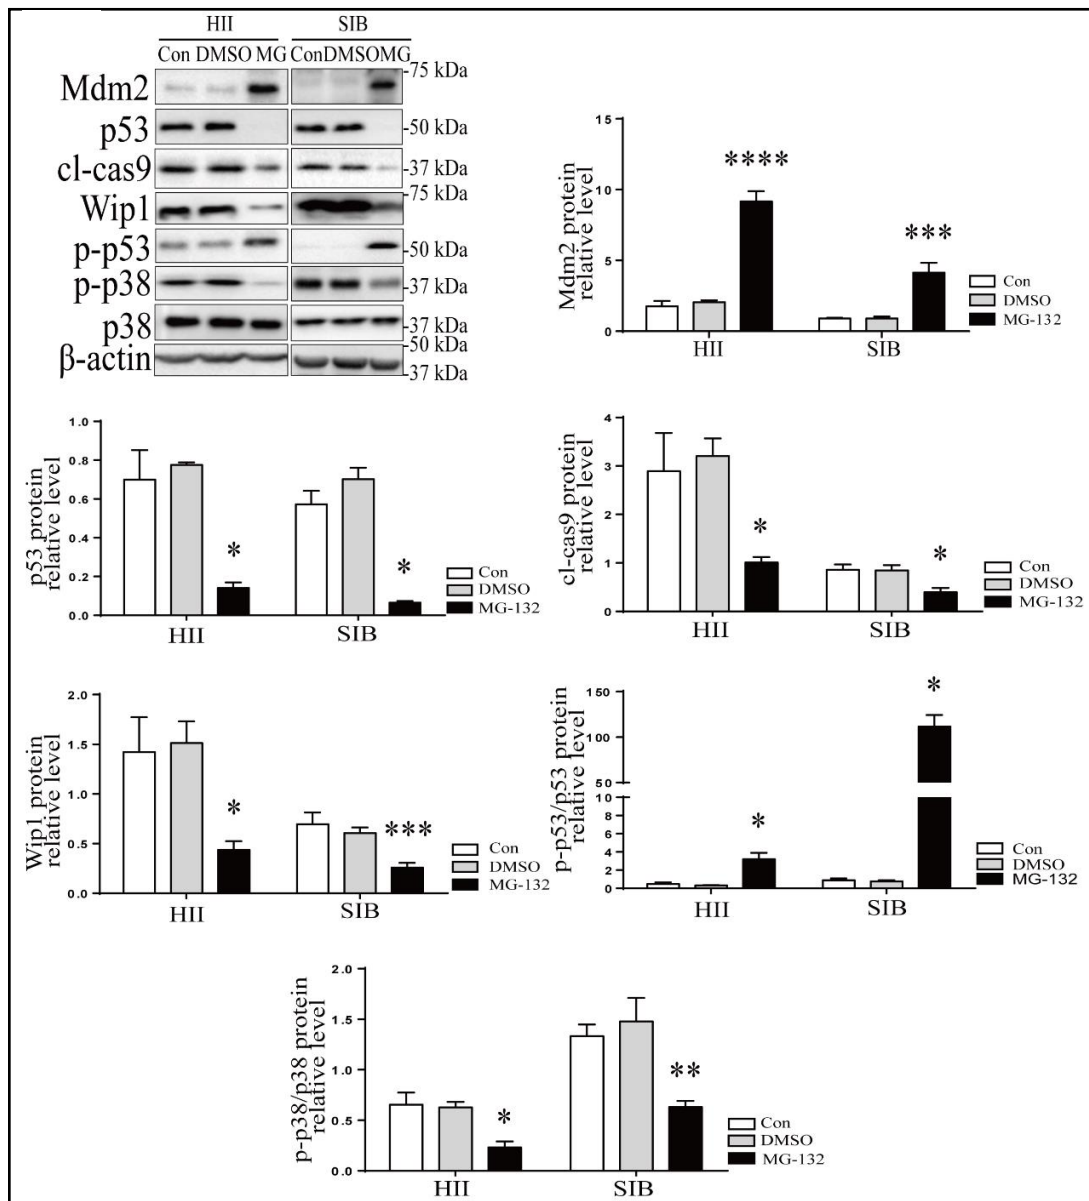 HII SIB
Con DMSO MG ConDMSOMG
Mdm2 -75 kDa
p53 -50 kDa
cl-cas9 -37 kDa
-75 kDa
Wip1
p-p53 -50 kDa
p-p38 -37 kDa
p38 -37 kDa
-50 kDa
β-actin
-37 kDa
Mdm2 protein
relative level
15
10
5
0
****
***
HII SIB
Con
DMSO
MG-132
p53 protein
relative level
1.0
0.8
0.6
0.4
0.2
0.0
*
*
HII SIB
Con
DMSO
MG-132
cl-cas9 protein
relative level
4
3
2
1
0
*
*
HII SIB
Con
DMSO
MG-132
Wip1 protein
relative level
2.0
1.5
1.0
0.5
0.0
*
***
HII SIB
Con
DMSO
MG-132
p-p53/p53 protein
relative level
150
100
50
10
8
6
4
2
0
*
*
HII SIB
Con
DMSO
MG-132
p-p38/p38 protein
relative level
2.0
1.5
1.0
0.5
0.0
*
**
HII SIB
Con
DMSO
MG-132